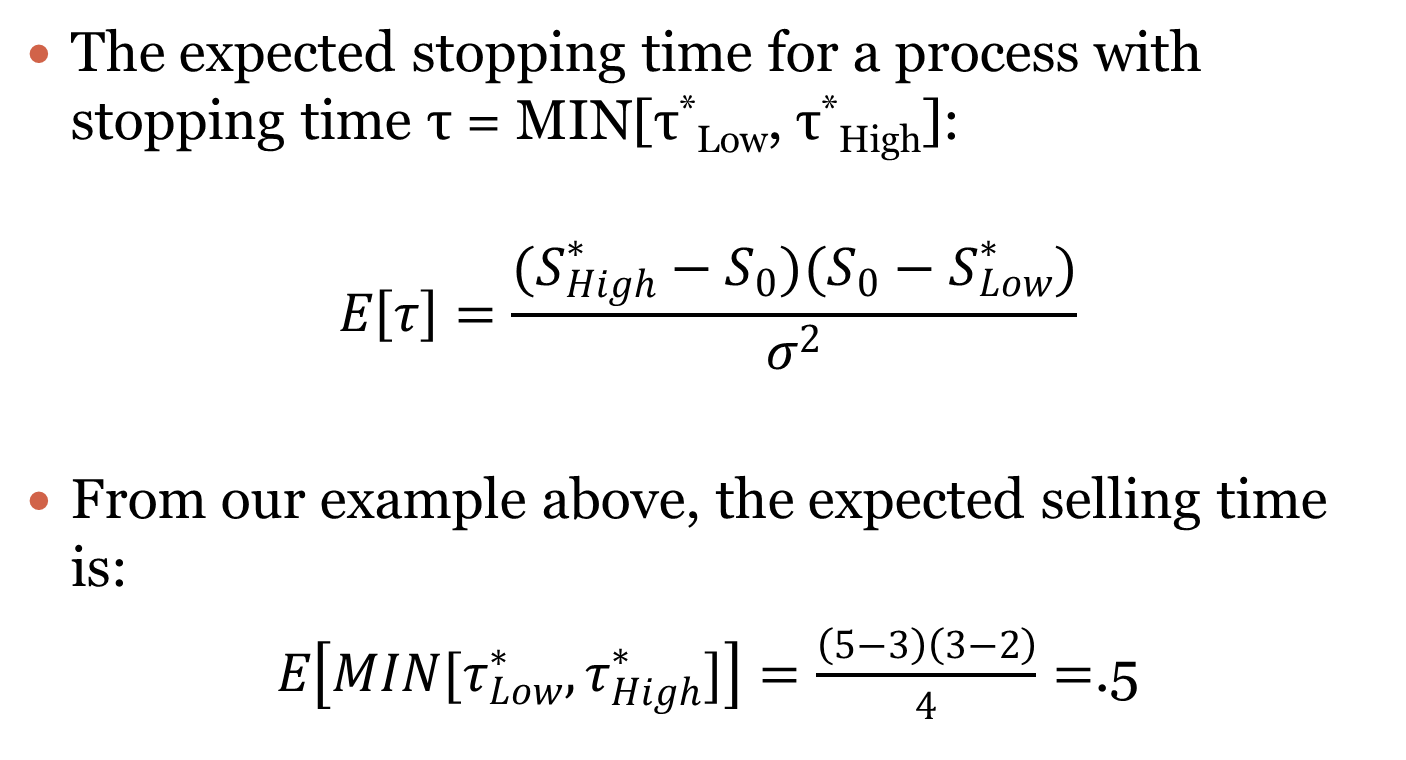 • The expected stopping time for a process with
stopping time τ = MIN[τ*Low, τ*High]:
E[τ] = (S*High − S0)(S0 − S*Low) / σ²
• From our example above, the expected selling time
is:
E[MIN[τ*Low, τ*High]] = (5−3)(3−2) / 4 =.5